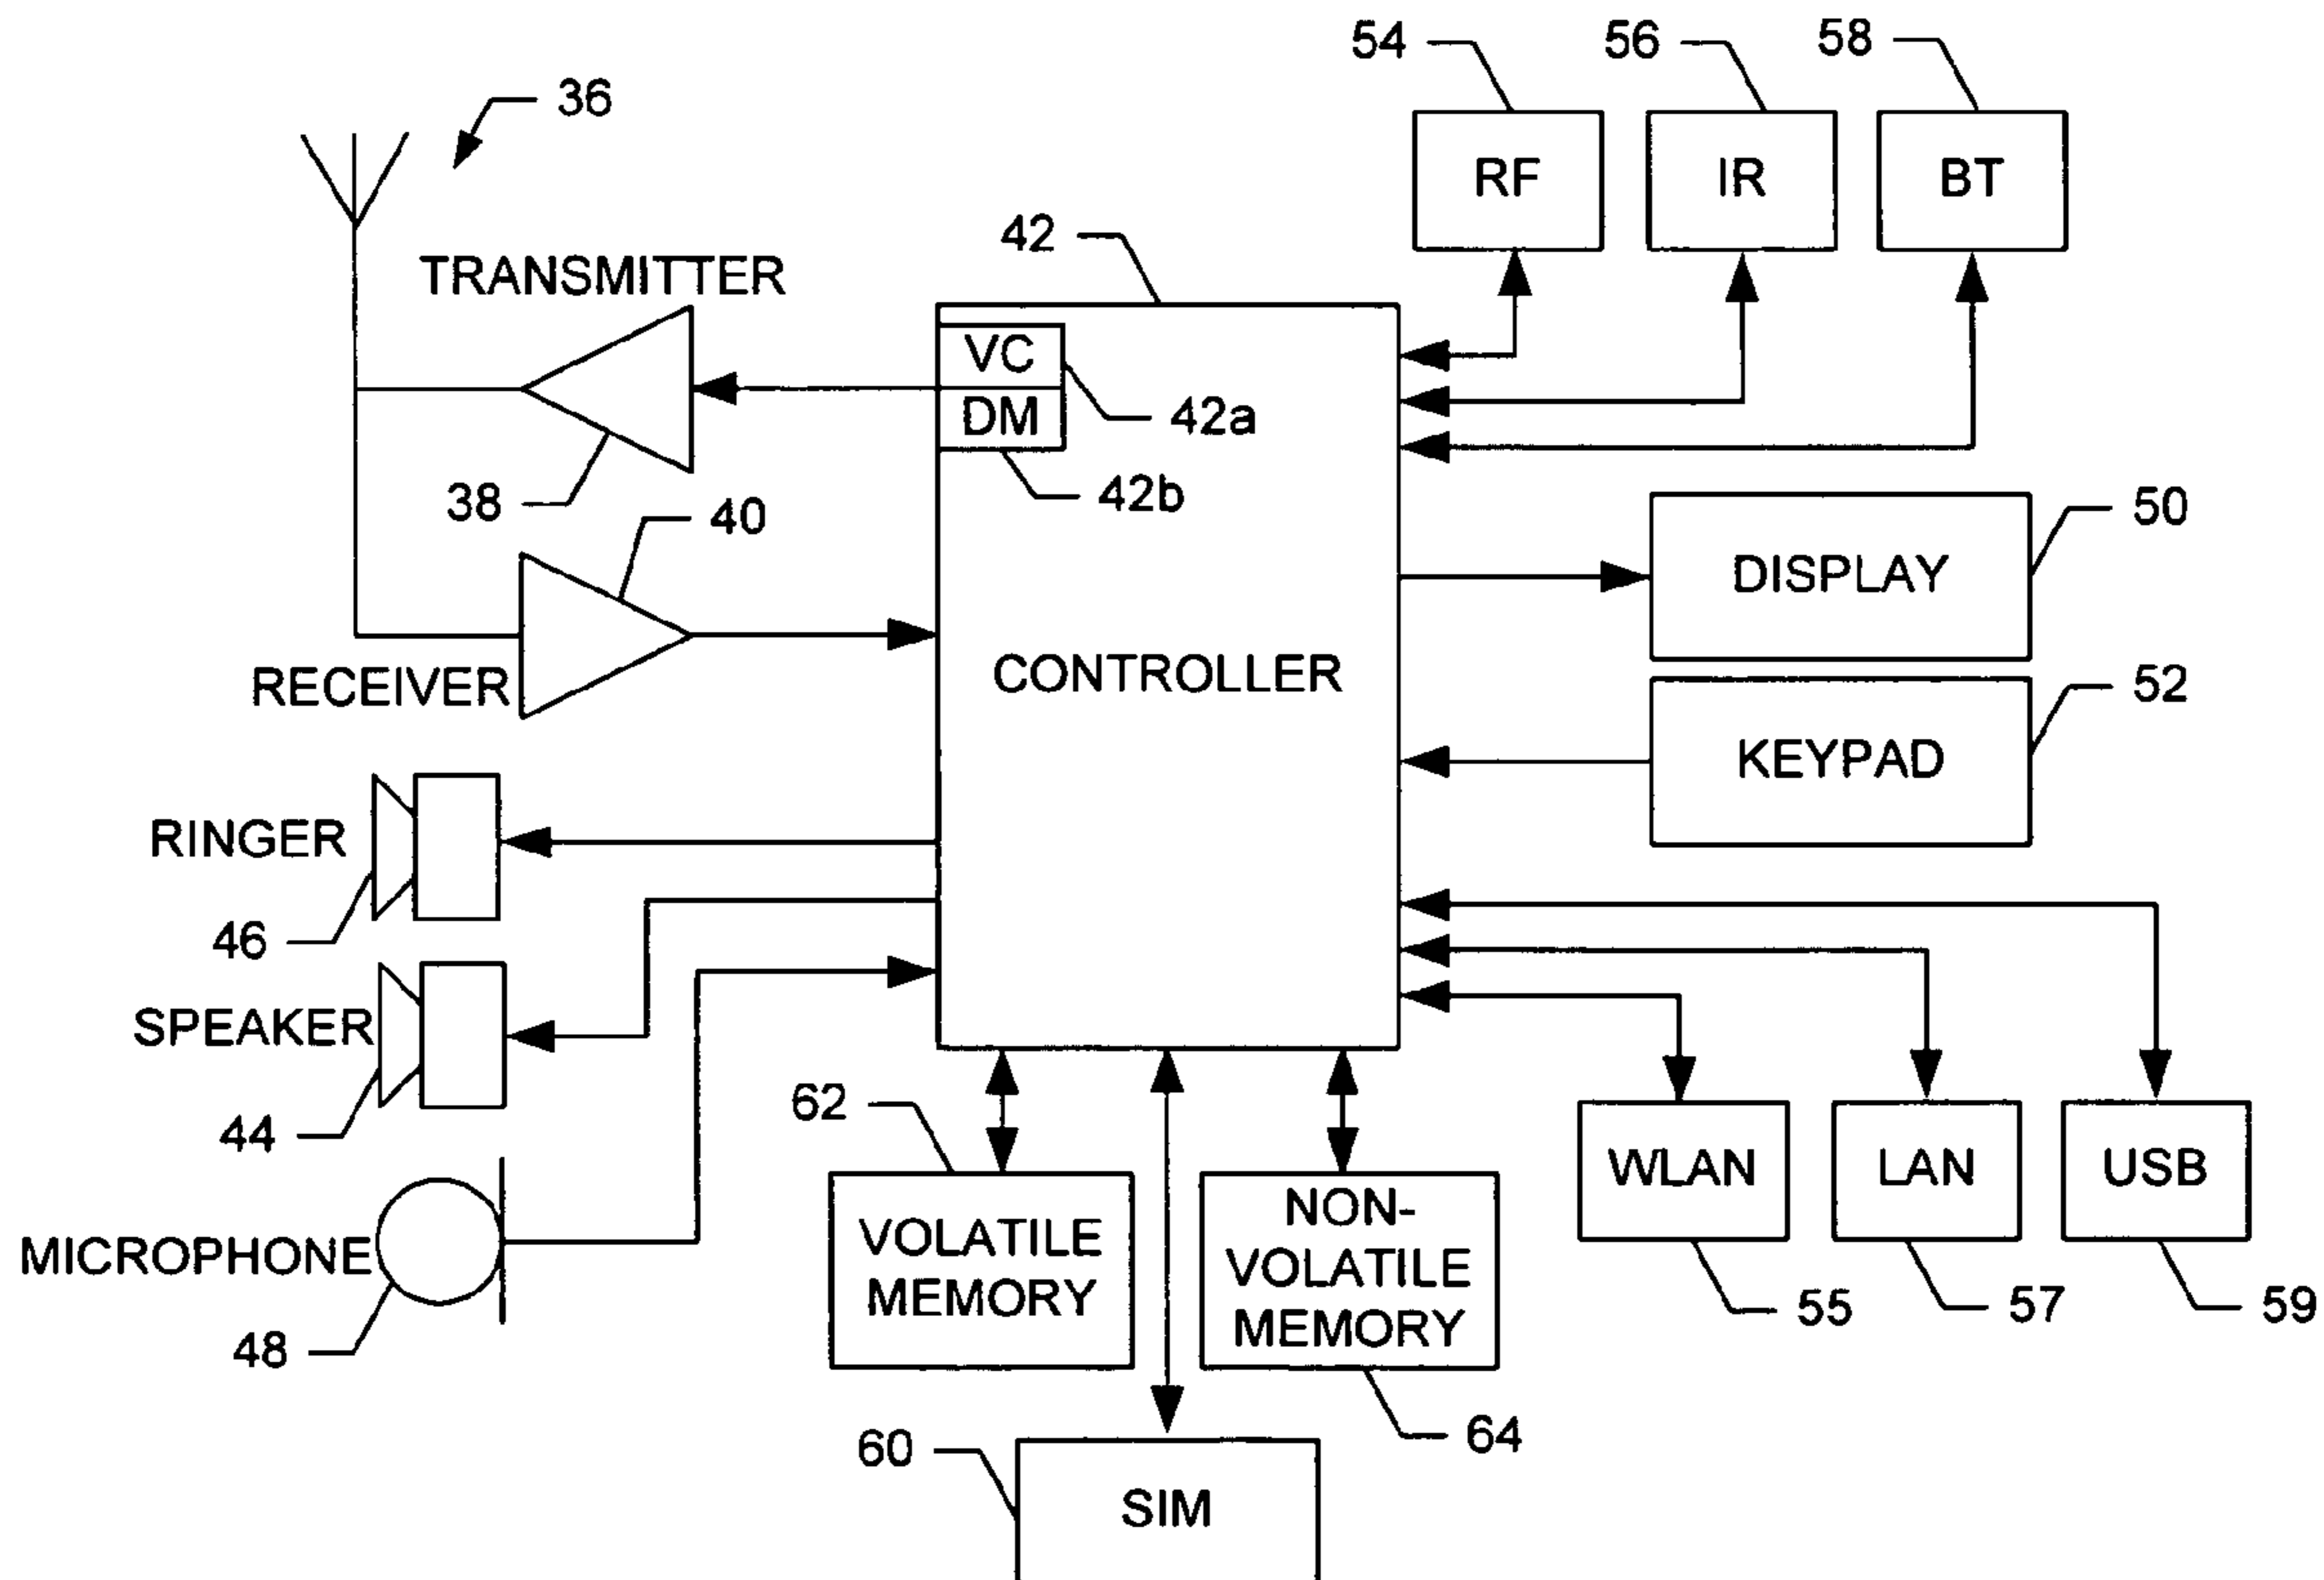 54
56
58
36
RF
IR
BT
42
TRANSMITTER
VC
DM
42a
42b
38
40
50
DISPLAY
RECEIVER
CONTROLLER
52
KEYPAD
RINGER
46
SPEAKER
44
62
MICROPHONE
48
VOLATILE
MEMORY
NON-
VOLATILE
MEMORY
WLAN
LAN
USB
55
57
59
64
60
SIM